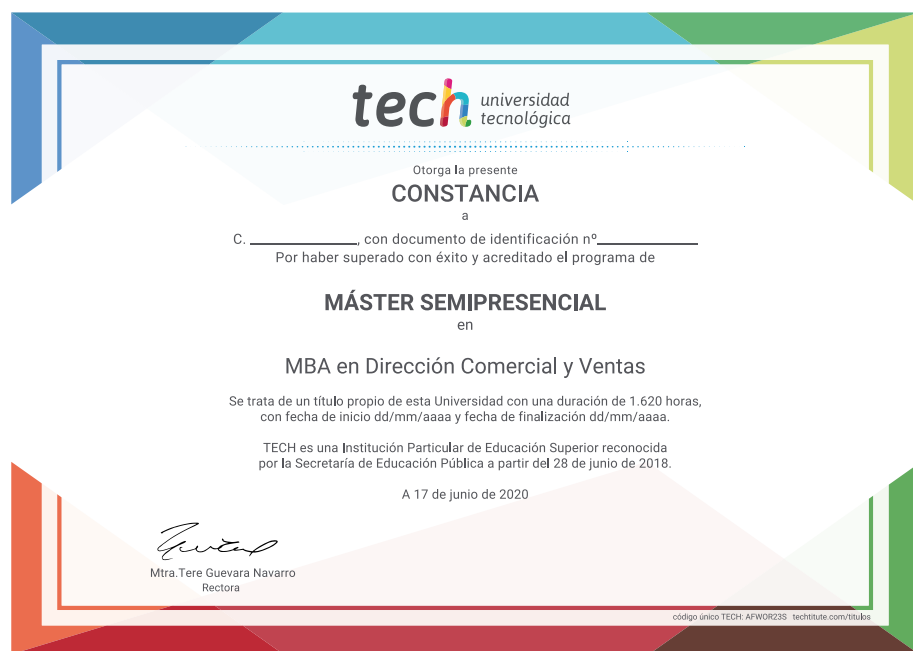 tech universidad
tecnológica
Otorga la presente
CONSTANCIA
a
C. ____________, con documento de identificación nº____________
Por haber superado con éxito y acreditado el programa de
MÁSTER SEMIPRESENCIAL
en
MBA en Dirección Comercial y Ventas
Se trata de un título propio de esta Universidad con una duración de 1.620 horas,
con fecha de inicio dd/mm/aaaa y fecha de finalización dd/mm/aaaa.
TECH es una Institución Particular de Educación Superior reconocida
por la Secretaría de Educación Pública a partir del 28 de junio de 2018.
A 17 de junio de 2020
Mtra.Tere Guevara Navarro
Rectora
código único TECH: AFWOR23S techtitute.com/titulos